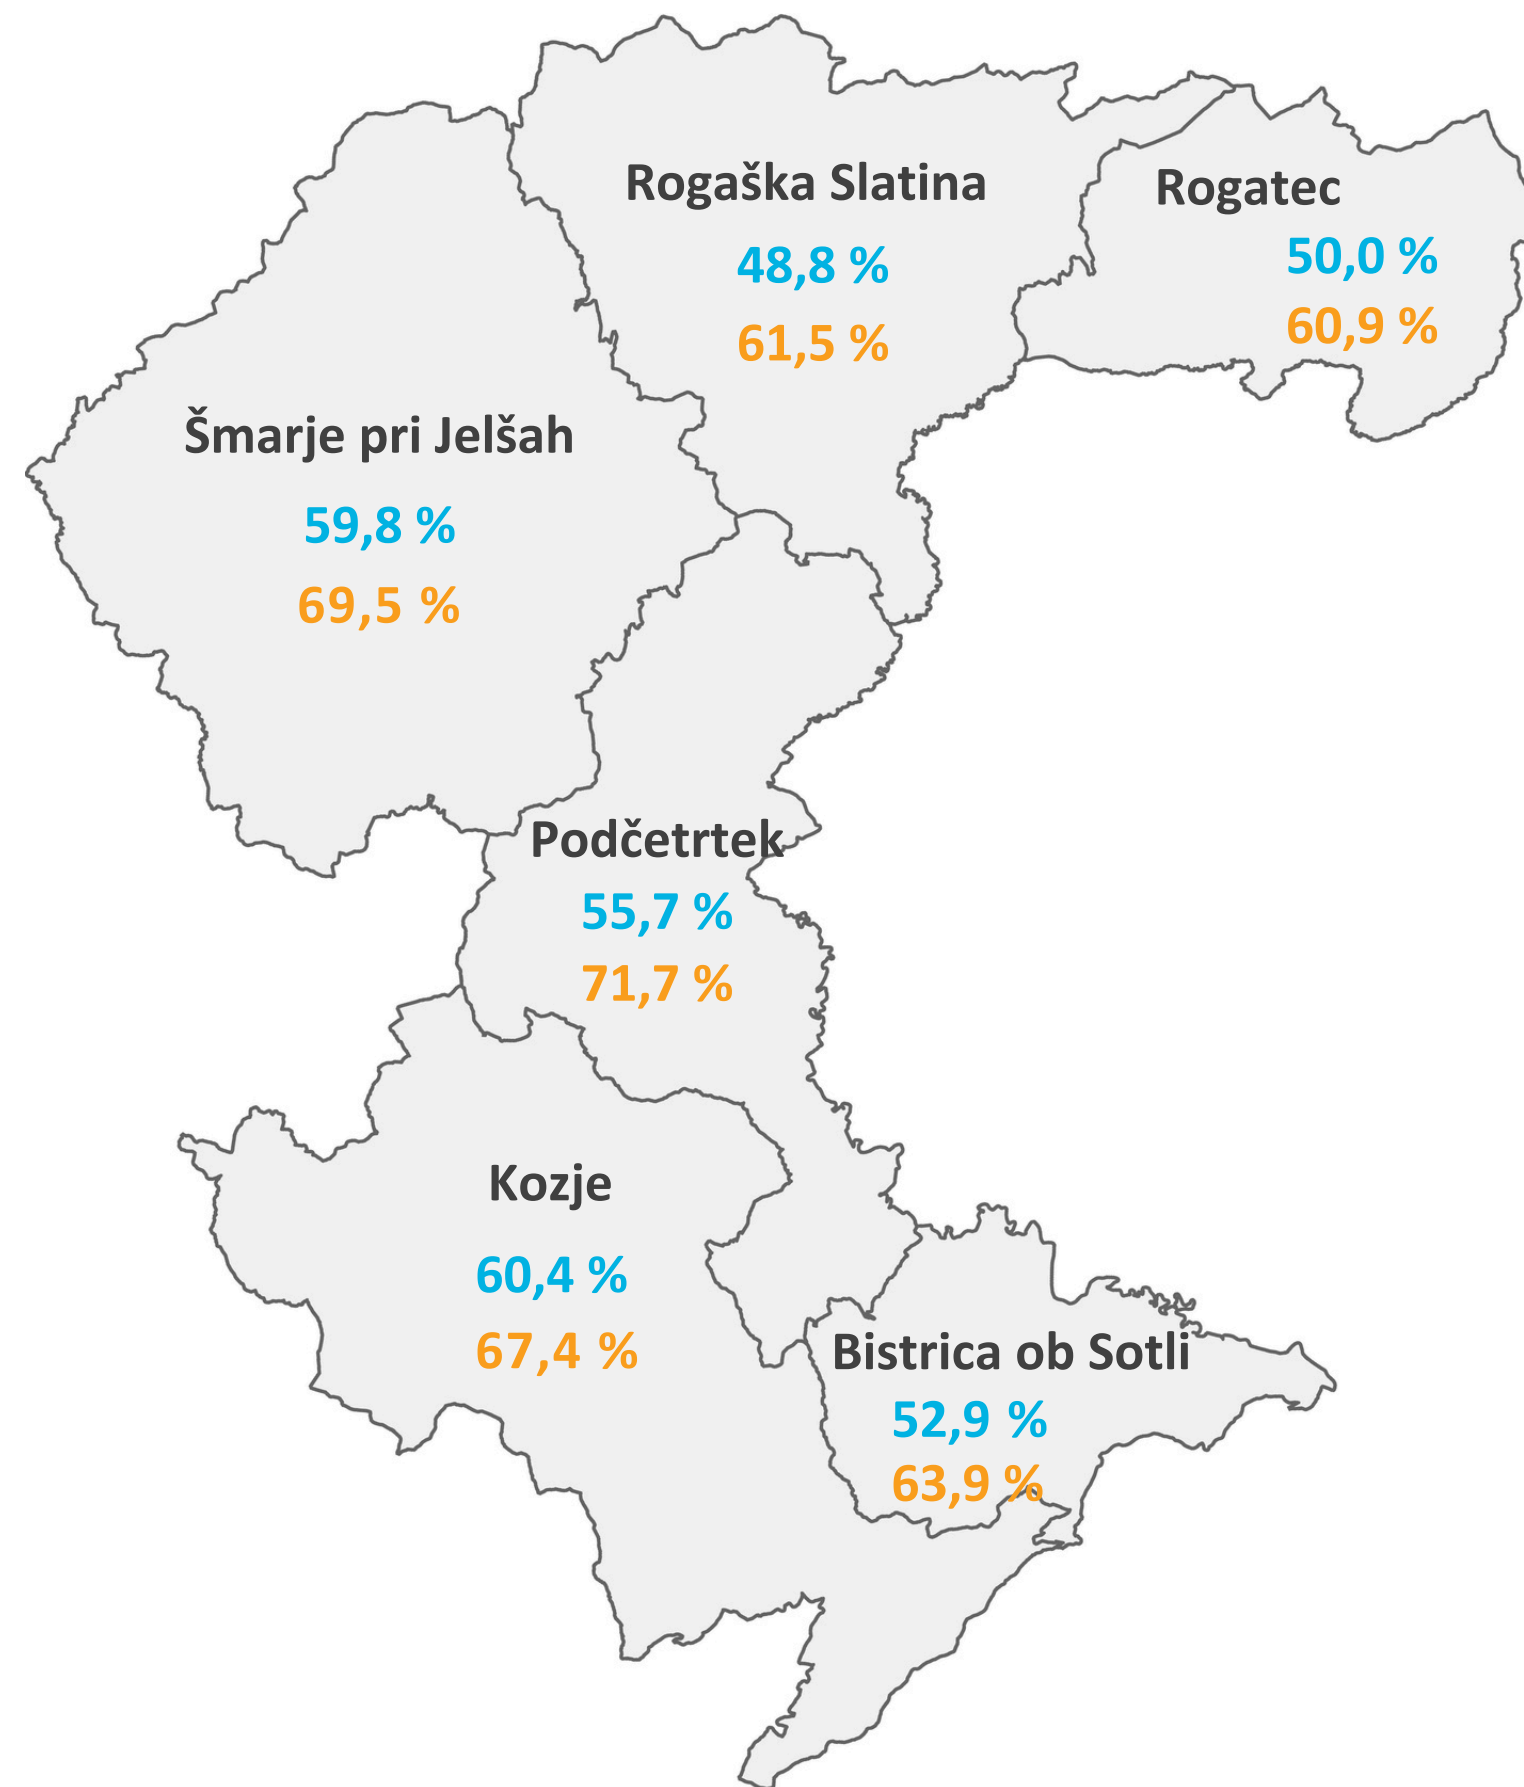 Rogaška Slatina
48,8 %
61,5 %
Rogatec
50,0 %
60,9 %
Šmarje pri Jelšah
59,8 %
69,5 %
Podčetrtek
55,7 %
71,7 %
Kozje
60,4 %
67,4 %
Bistrica ob Sotli
52,9 %
63,9 %